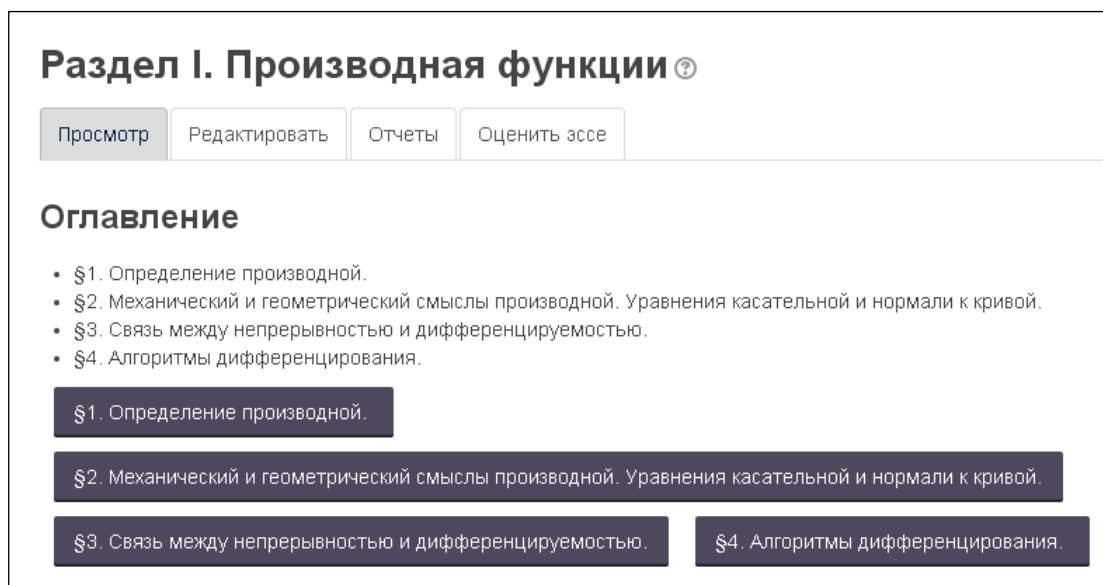 Раздел I. Производная функции
Просмотр Редактировать Отчеты Оценить эссе
Оглавление
• §1. Определение производной.
• §2. Механический и геометрический смыслы производной. Уравнения касательной и нормали к кривой.
• §3. Связь между непрерывностью и дифференцируемостью.
• §4. Алгоритмы дифференцирования.
§1. Определение производной.
§2. Механический и геометрический смыслы производной. Уравнения касательной и нормали к кривой.
§3. Связь между непрерывностью и дифференцируемостью. §4. Алгоритмы дифференцирования.